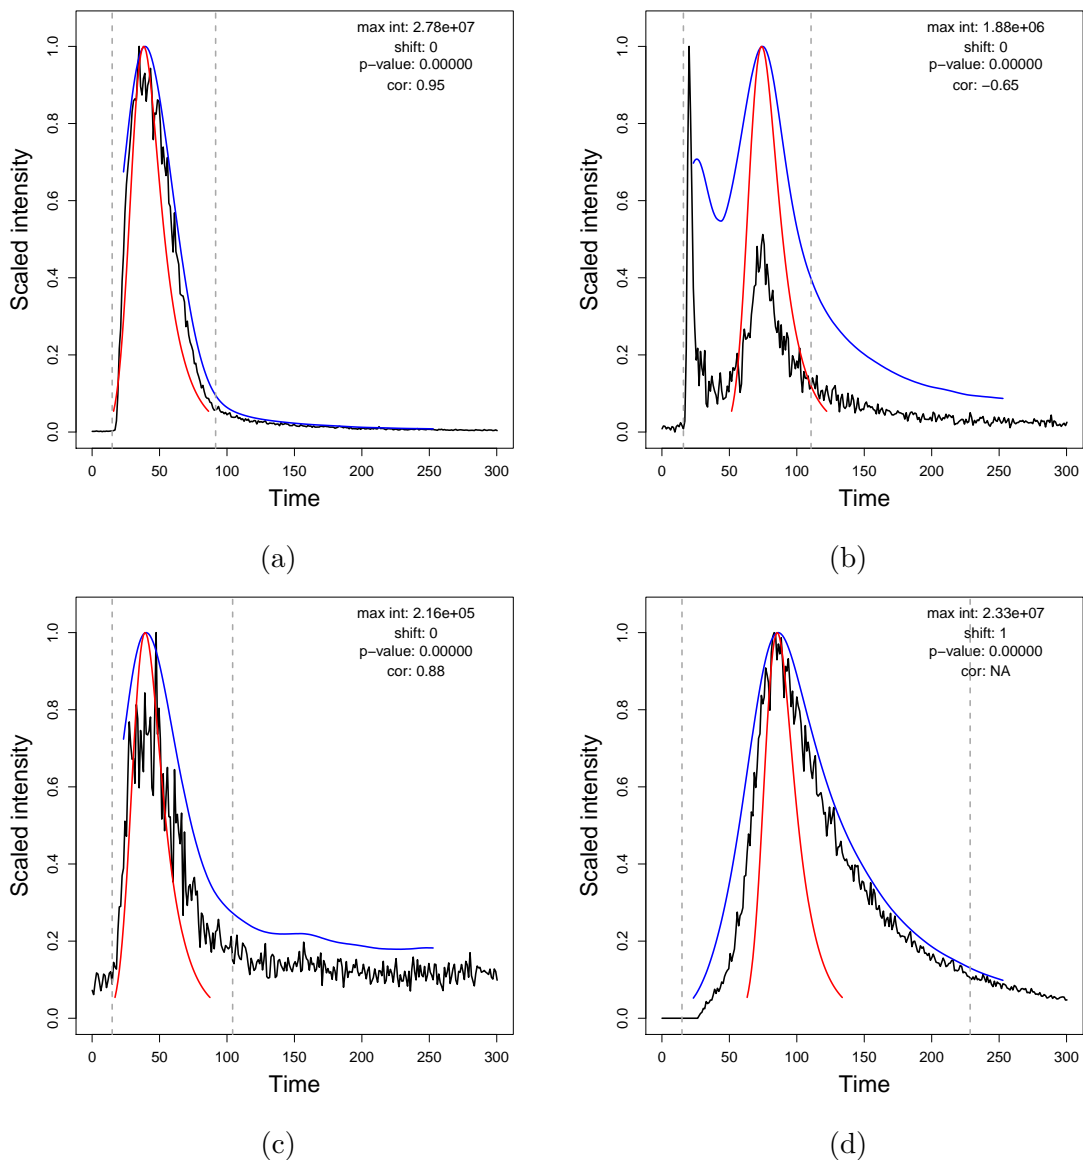 max int: 2.78e+07
shift: 0
p−value: 0.00000
cor: 0.95
Scaled intensity
0.0 0.2 0.4 0.6 0.8 1.0
0 50 100 150 200 250 300
Time
(a)
max int: 1.88e+06
shift: 0
p−value: 0.00000
cor: −0.65
Scaled intensity
0.0 0.2 0.4 0.6 0.8 1.0
0 50 100 150 200 250 300
Time
(b)
max int: 2.16e+05
shift: 0
p−value: 0.00000
cor: 0.88
Scaled intensity
0.0 0.2 0.4 0.6 0.8 1.0
0 50 100 150 200 250 300
Time
(c)
max int: 2.33e+07
shift: 1
p−value: 0.00000
cor: NA
Scaled intensity
0.0 0.2 0.4 0.6 0.8 1.0
0 50 100 150 200 250 300
Time
(d)